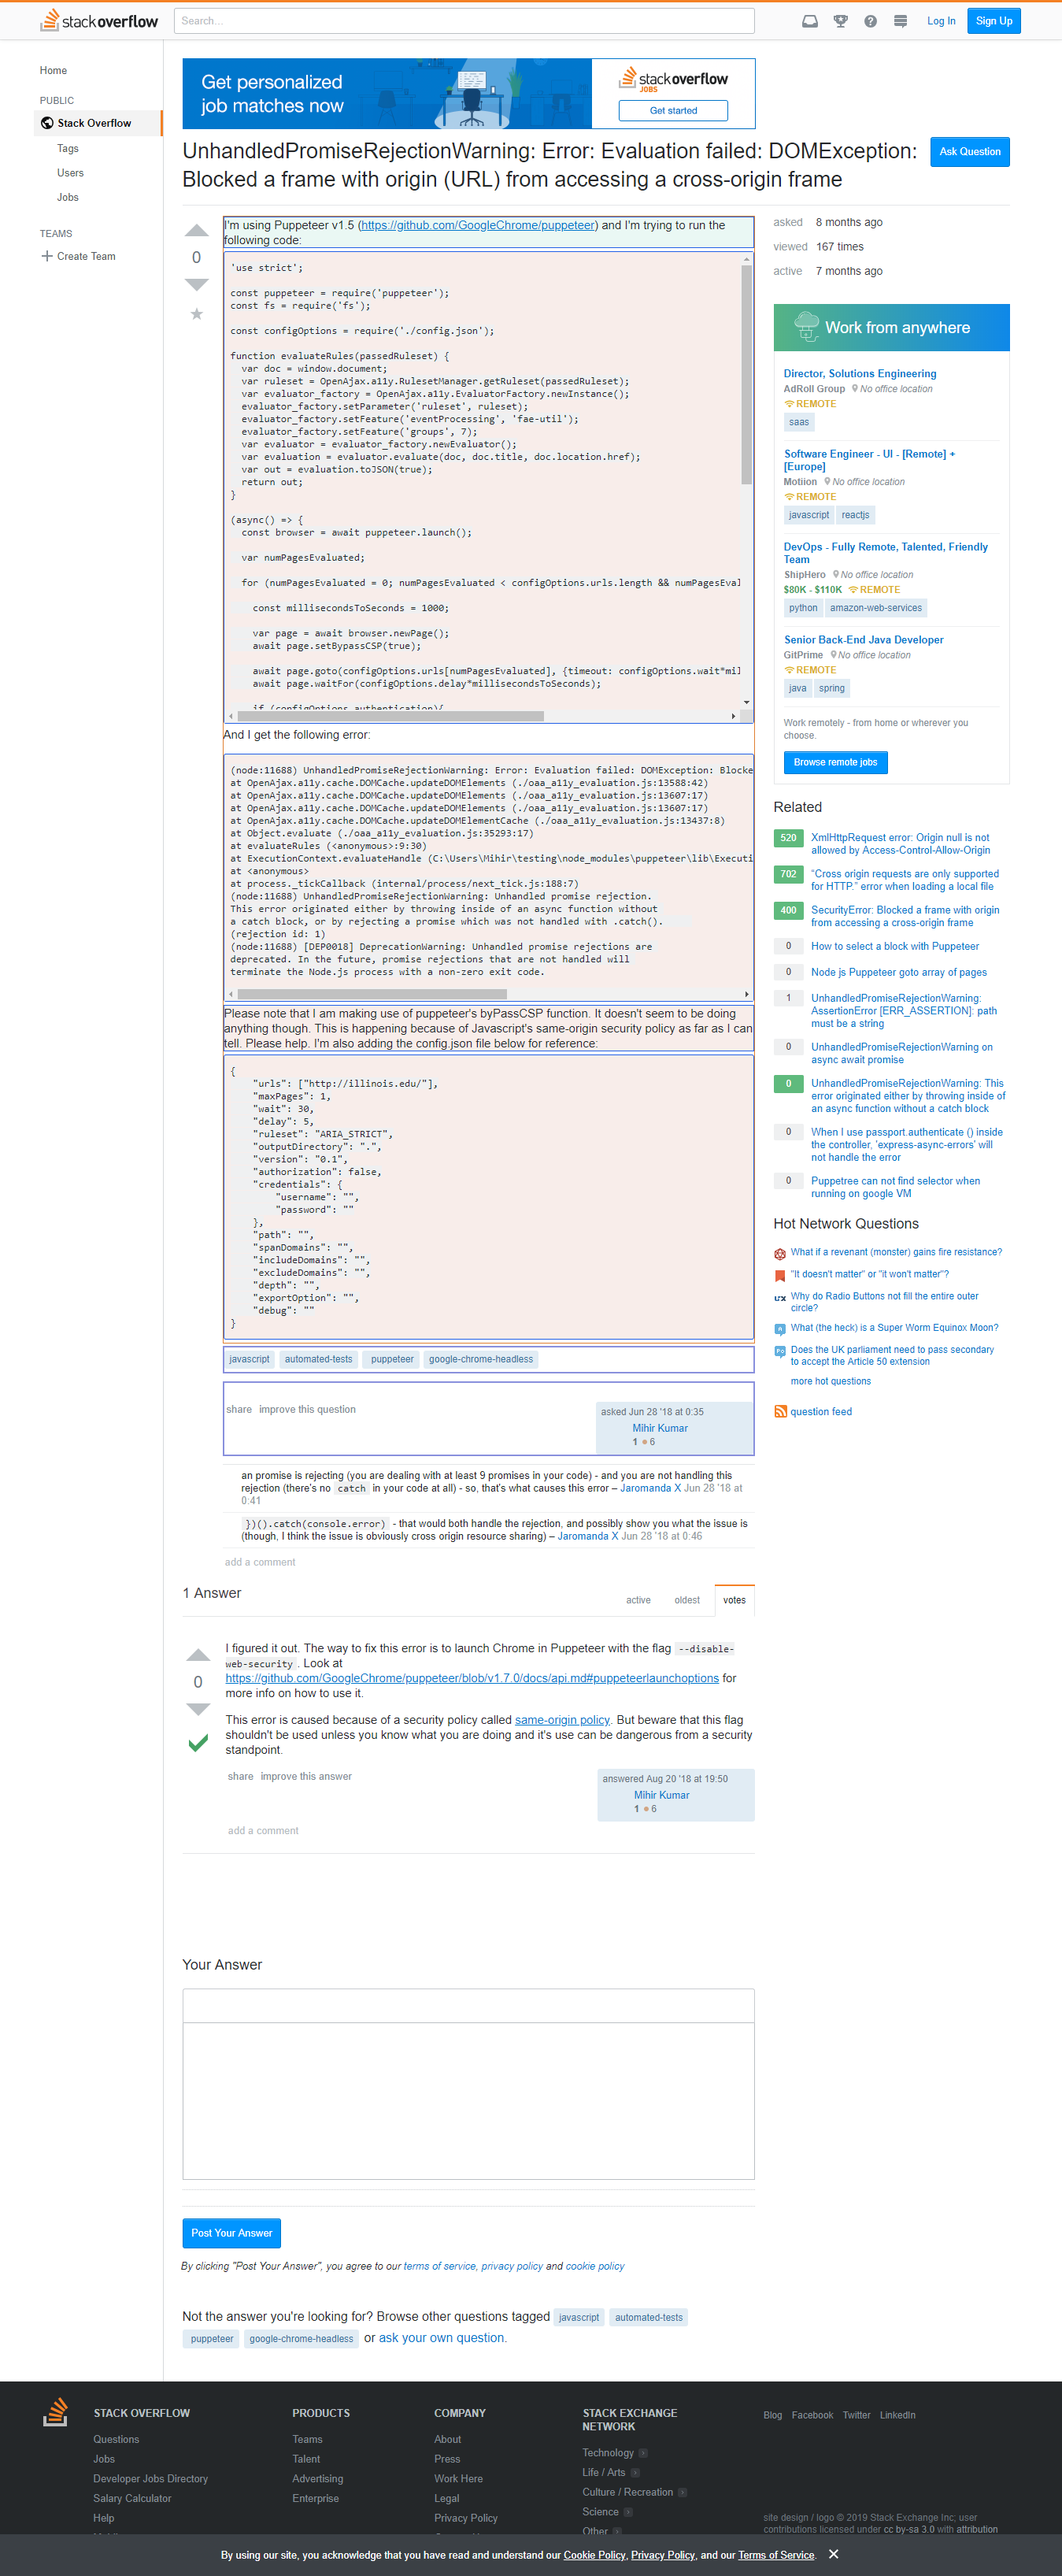 stack overflow
Search...
Log In
Sign Up
Home
PUBLIC
Stack Overflow
Tags
Users
Jobs
TEAMS
Create Team
Get personalized
job matches now
stack overflow
JOBS
Get started
UnhandledPromiseRejectionWarning: Error: Evaluation failed: DOMException:
Blocked a frame with origin (URL) from accessing a cross-origin frame
Ask Question
0
I'm using Puppeteer v1.5 (https://github.com/GoogleChrome/puppeteer) and I'm trying to run the
following code:
'use strict';
const puppeteer = require('puppeteer');
const fs = require('fs');
const configOptions = require('./config.json');
function evaluateRules(passedRuleset) {
var doc = window.document;
var ruleset = OpenAjax.a11y.RulesetManager.getRuleset(passedRuleset);
var evaluator_factory = OpenAjax.a11y.EvaluatorFactory.newInstance();
evaluator_factory.setParameter('ruleset', ruleset);
evaluator_factory.setFeature('eventProcessing', 'fae-util');
evaluator_factory.setFeature('groups', 7);
var evaluator = evaluator_factory.newEvaluator();
var evaluation = evaluator.evaluate(doc, doc.title, doc.location.href);
var out = evaluation.toJSON(true);
return out;
}
(async() => {
const browser = await puppeteer.launch();
var numPagesEvaluated;
for (numPagesEvaluated = 0; numPagesEvaluated < configOptions.urls.length && numPagesEval
const millisecondsToSeconds = 1000;
var page = await browser.newPage();
await page.setBypassCSP(true);
await page.goto(configOptions.urls[numPagesEvaluated], {timeout: configOptions.wait*mil
await page.waitFor(configOptions.delay*millisecondsToSeconds);
if (configOptions.authentication){
And I get the following error:
(node:11688) UnhandledPromiseRejectionWarning: Error: Evaluation failed: DOMException: Blocke
at OpenAjax.a11y.cache.DOMCache.updateDOMElements (./oaa_a11y_evaluation.js:13588:42)
at OpenAjax.a11y.cache.DOMCache.updateDOMElements (./oaa_a11y_evaluation.js:13607:17)
at OpenAjax.a11y.cache.DOMCache.updateDOMElements (./oaa_a11y_evaluation.js:13607:17)
at OpenAjax.a11y.cache.DOMCache.updateDOMElementCache (./oaa_a11y_evaluation.js:13437:8)
at Object.evaluate (./oaa_a11y_evaluation.js:35293:17)
at evaluateRules (<anonymous>:9:30)
at ExecutionContext.evaluateHandle (C:\Users\Mihir\testing\node_modules\puppeteer\lib\Executi
at <anonymous>
at process._tickCallback (internal/process/next_tick.js:188:7)
(node:11688) UnhandledPromiseRejectionWarning: Unhandled promise rejection.
This error originated either by throwing inside of an async function without
a catch block, or by rejecting a promise which was not handled with .catch().
(rejection id: 1)
(node:11688) [DEP0018] DeprecationWarning: Unhandled promise rejections are
deprecated. In the future, promise rejections that are not handled will
terminate the Node.js process with a non-zero exit code.
Please note that I am making use of puppeteer's byPassCSP function. It doesn't seem to be doing
anything though. This is happening because of Javascript's same-origin security policy as far as I can
tell. Please help. I'm also adding the config.json file below for reference:
{
"urls": ["http://illinois.edu/"],
"maxPages": 1,
"wait": 30,
"delay": 5,
"ruleset": "ARIA_STRICT",
"outputDirectory": ".",
"version": "0.1",
"authorization": false,
"credentials": {
"username": "",
"password": ""
},
"path": "",
"spanDomains": "",
"includeDomains": "",
"excludeDomains": "",
"depth": "",
"exportOption": "",
"debug": ""
}
javascript automated-tests puppeteer google-chrome-headless
share improve this question
asked Jun 28 '18 at 0:35
Mihir Kumar
1 6
an promise is rejecting (you are dealing with at least 9 promises in your code) - and you are not handling this
rejection (there's no catch in your code at all) - so, that's what causes this error – Jaromanda X Jun 28 '18 at
0:41
})().catch(console.error) - that would both handle the rejection, and possibly show you what the issue is
(though, I think the issue is obviously cross origin resource sharing) – Jaromanda X Jun 28 '18 at 0:46
add a comment
1 Answer
active oldest votes
0
I figured it out. The way to fix this error is to launch Chrome in Puppeteer with the flag --disable-
web-security. Look at
https://github.com/GoogleChrome/puppeteer/blob/v1.7.0/docs/api.md#puppeteerlaunchoptions for
more info on how to use it.
This error is caused because of a security policy called same-origin policy. But beware that this flag
shouldn't be used unless you know what you are doing and it's use can be dangerous from a security
standpoint.
share improve this answer
answered Aug 20 '18 at 19:50
Mihir Kumar
1 6
add a comment
Your Answer
Post Your Answer
By clicking "Post Your Answer", you agree to our terms of service, privacy policy and cookie policy
Not the answer you're looking for? Browse other questions tagged javascript automated-tests
puppeteer google-chrome-headless or ask your own question.
asked 8 months ago
viewed 167 times
active 7 months ago
Work from anywhere
Director, Solutions Engineering
AdRoll Group No office location
REMOTE
saas
Software Engineer - UI - [Remote] +
[Europe]
Motiion No office location
REMOTE
javascript reactjs
DevOps - Fully Remote, Talented, Friendly
Team
ShipHero No office location
$80K - $110K REMOTE
python amazon-web-services
Senior Back-End Java Developer
GitPrime No office location
REMOTE
java spring
Work remotely - from home or wherever you
choose.
Browse remote jobs
Related
520 XmlHttpRequest error: Origin null is not
allowed by Access-Control-Allow-Origin
702 “Cross origin requests are only supported
for HTTP.” error when loading a local file
400 SecurityError: Blocked a frame with origin
from accessing a cross-origin frame
0 How to select a block with Puppeteer
0 Node js Puppeteer goto array of pages
1 UnhandledPromiseRejectionWarning:
AssertionError [ERR_ASSERTION]: path
must be a string
0 UnhandledPromiseRejectionWarning on
async await promise
0 UnhandledPromiseRejectionWarning: This
error originated either by throwing inside of
an async function without a catch block
0 When I use passport.authenticate () inside
the controller, 'express-async-errors' will
not handle the error
0 Puppetree can not find selector when
running on google VM
Hot Network Questions
What if a revenant (monster) gains fire resistance?
"It doesn't matter" or "it won't matter"?
Why do Radio Buttons not fill the entire outer
circle?
What (the heck) is a Super Worm Equinox Moon?
Does the UK parliament need to pass secondary
to accept the Article 50 extension
more hot questions
question feed
STACK OVERFLOW
Questions
Jobs
Developer Jobs Directory
Salary Calculator
Help
PRODUCTS
Teams
Talent
Advertising
Enterprise
COMPANY
About
Press
Work Here
Legal
Privacy Policy
STACK EXCHANGE
NETWORK
Technology
Life / Arts
Culture / Recreation
Science
Other
Blog Facebook Twitter LinkedIn
site design / logo © 2019 Stack Exchange Inc; user
contributions licensed under cc by-sa 3.0 with attribution
By using our site, you acknowledge that you have read and understand our Cookie Policy, Privacy Policy, and our Terms of Service.